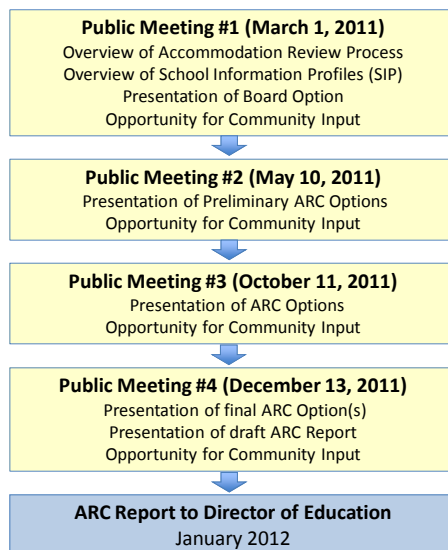 Public Meeting #1 (March 1, 2011)
Overview of Accommodation Review Process
Overview of School Information Profiles (SIP)
Presentation of Board Option
Opportunity for Community Input
Public Meeting #2 (May 10, 2011)
Presentation of Preliminary ARC Options
Opportunity for Community Input
Public Meeting #3 (October 11, 2011)
Presentation of ARC Options
Opportunity for Community Input
Public Meeting #4 (December 13, 2011)
Presentation of final ARC Option(s)
Presentation of draft ARC Report
Opportunity for Community Input
ARC Report to Director of Education
January 2012